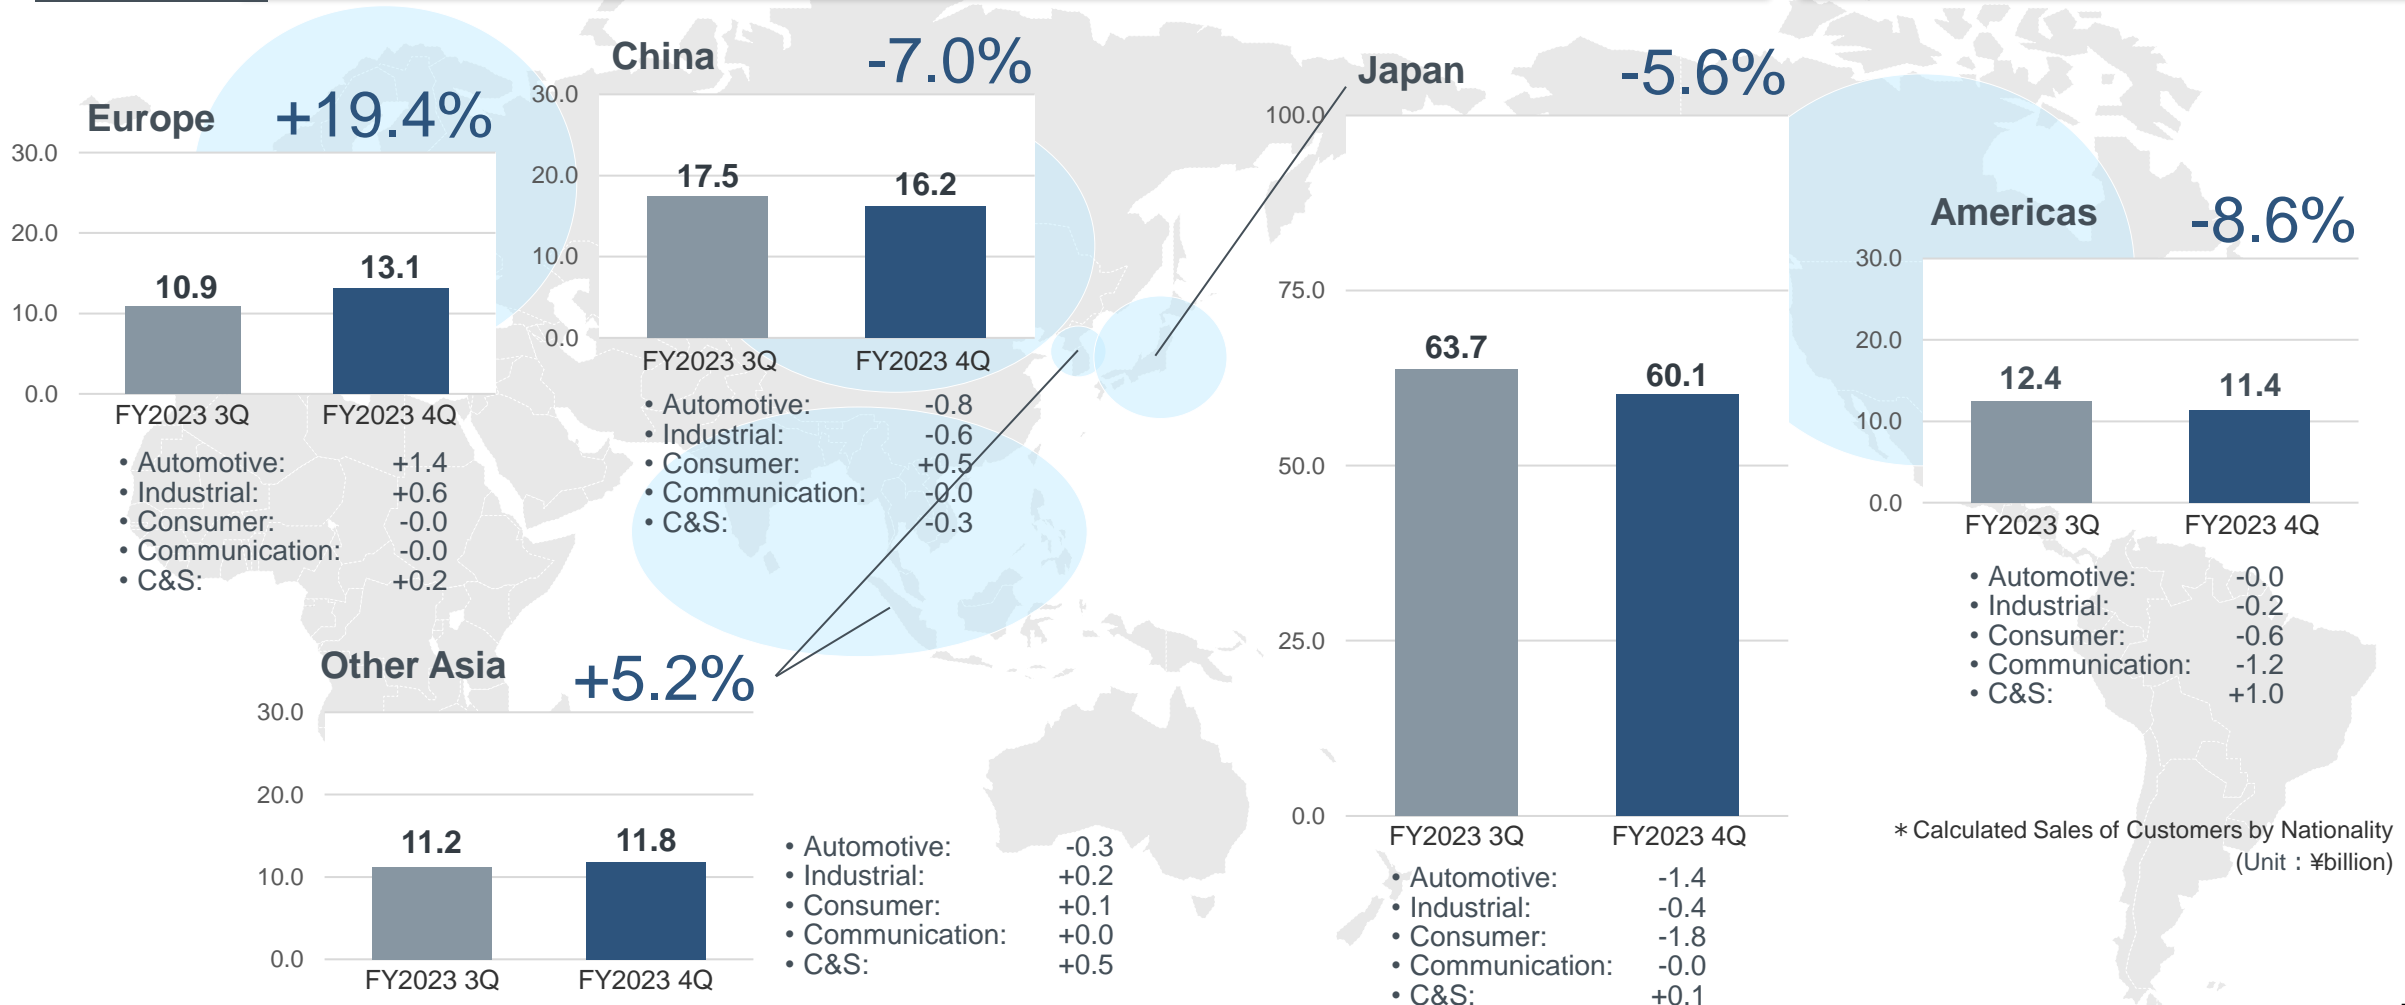 Europe +19.4%
30.0
20.0
10.0
0.0
10.9
13.1
FY2023 3Q FY2023 4Q
• Automotive: +1.4
• Industrial: +0.6
• Consumer: -0.0
• Communication: -0.0
• C&S: +0.2
China -7.0%
30.0
20.0
10.0
0.0
17.5
16.2
FY2023 3Q FY2023 4Q
• Automotive: -0.8
• Industrial: -0.6
• Consumer: +0.5
• Communication: -0.0
• C&S: -0.3
Japan -5.6%
100.0
75.0
50.0
25.0
0.0
63.7
60.1
FY2023 3Q FY2023 4Q
• Automotive: -1.4
• Industrial: -0.4
• Consumer: -1.8
• Communication: -0.0
• C&S: +0.1
Americas -8.6%
30.0
20.0
10.0
0.0
12.4
11.4
FY2023 3Q FY2023 4Q
• Automotive: -0.0
• Industrial: -0.2
• Consumer: -0.6
• Communication: -1.2
• C&S: +1.0
Other Asia +5.2%
30.0
20.0
10.0
0.0
11.2
11.8
FY2023 3Q FY2023 4Q
• Automotive: -0.3
• Industrial: +0.2
• Consumer: +0.1
• Communication: +0.0
• C&S: +0.5
＊Calculated Sales of Customers by Nationality
(Unit：¥billion)